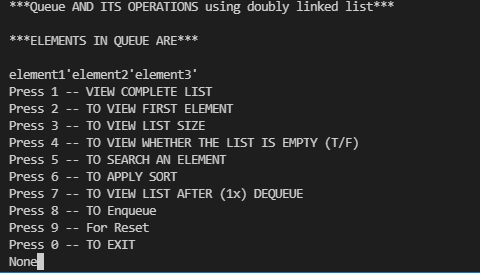 ***Queue AND ITS OPERATIONS using doubly linked list***
***ELEMENTS IN QUEUE ARE***
element1'element2'element3'
Press 1 -- VIEW COMPLETE LIST
Press 2 -- TO VIEW FIRST ELEMENT
Press 3 -- TO VIEW LIST SIZE
Press 4 -- TO VIEW WHETHER THE LIST IS EMPTY (T/F)
Press 5 -- TO SEARCH AN ELEMENT
Press 6 -- TO APPLY SORT
Press 7 -- TO VIEW LIST AFTER (1x) DEQUEUE
Press 8 -- TO Enqueue
Press 9 -- For Reset
Press 0 -- TO EXIT
None